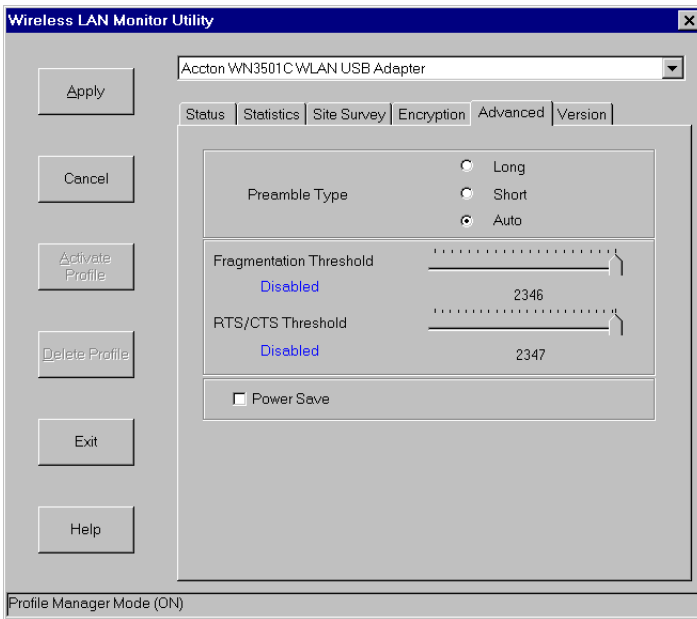 Wireless LAN Monitor Utility
Accton WN3501C WLAN USB Adapter
Apply
Cancel
Activate
Profile
Delete Profile
Exit
Help
Status Statistics Site Survey Encryption Advanced Version
Preamble Type
Long
Short
Auto
Fragmentation Threshold
Disabled
2346
RTS/CTS Threshold
Disabled
2347
Power Save
Profile Manager Mode (ON)